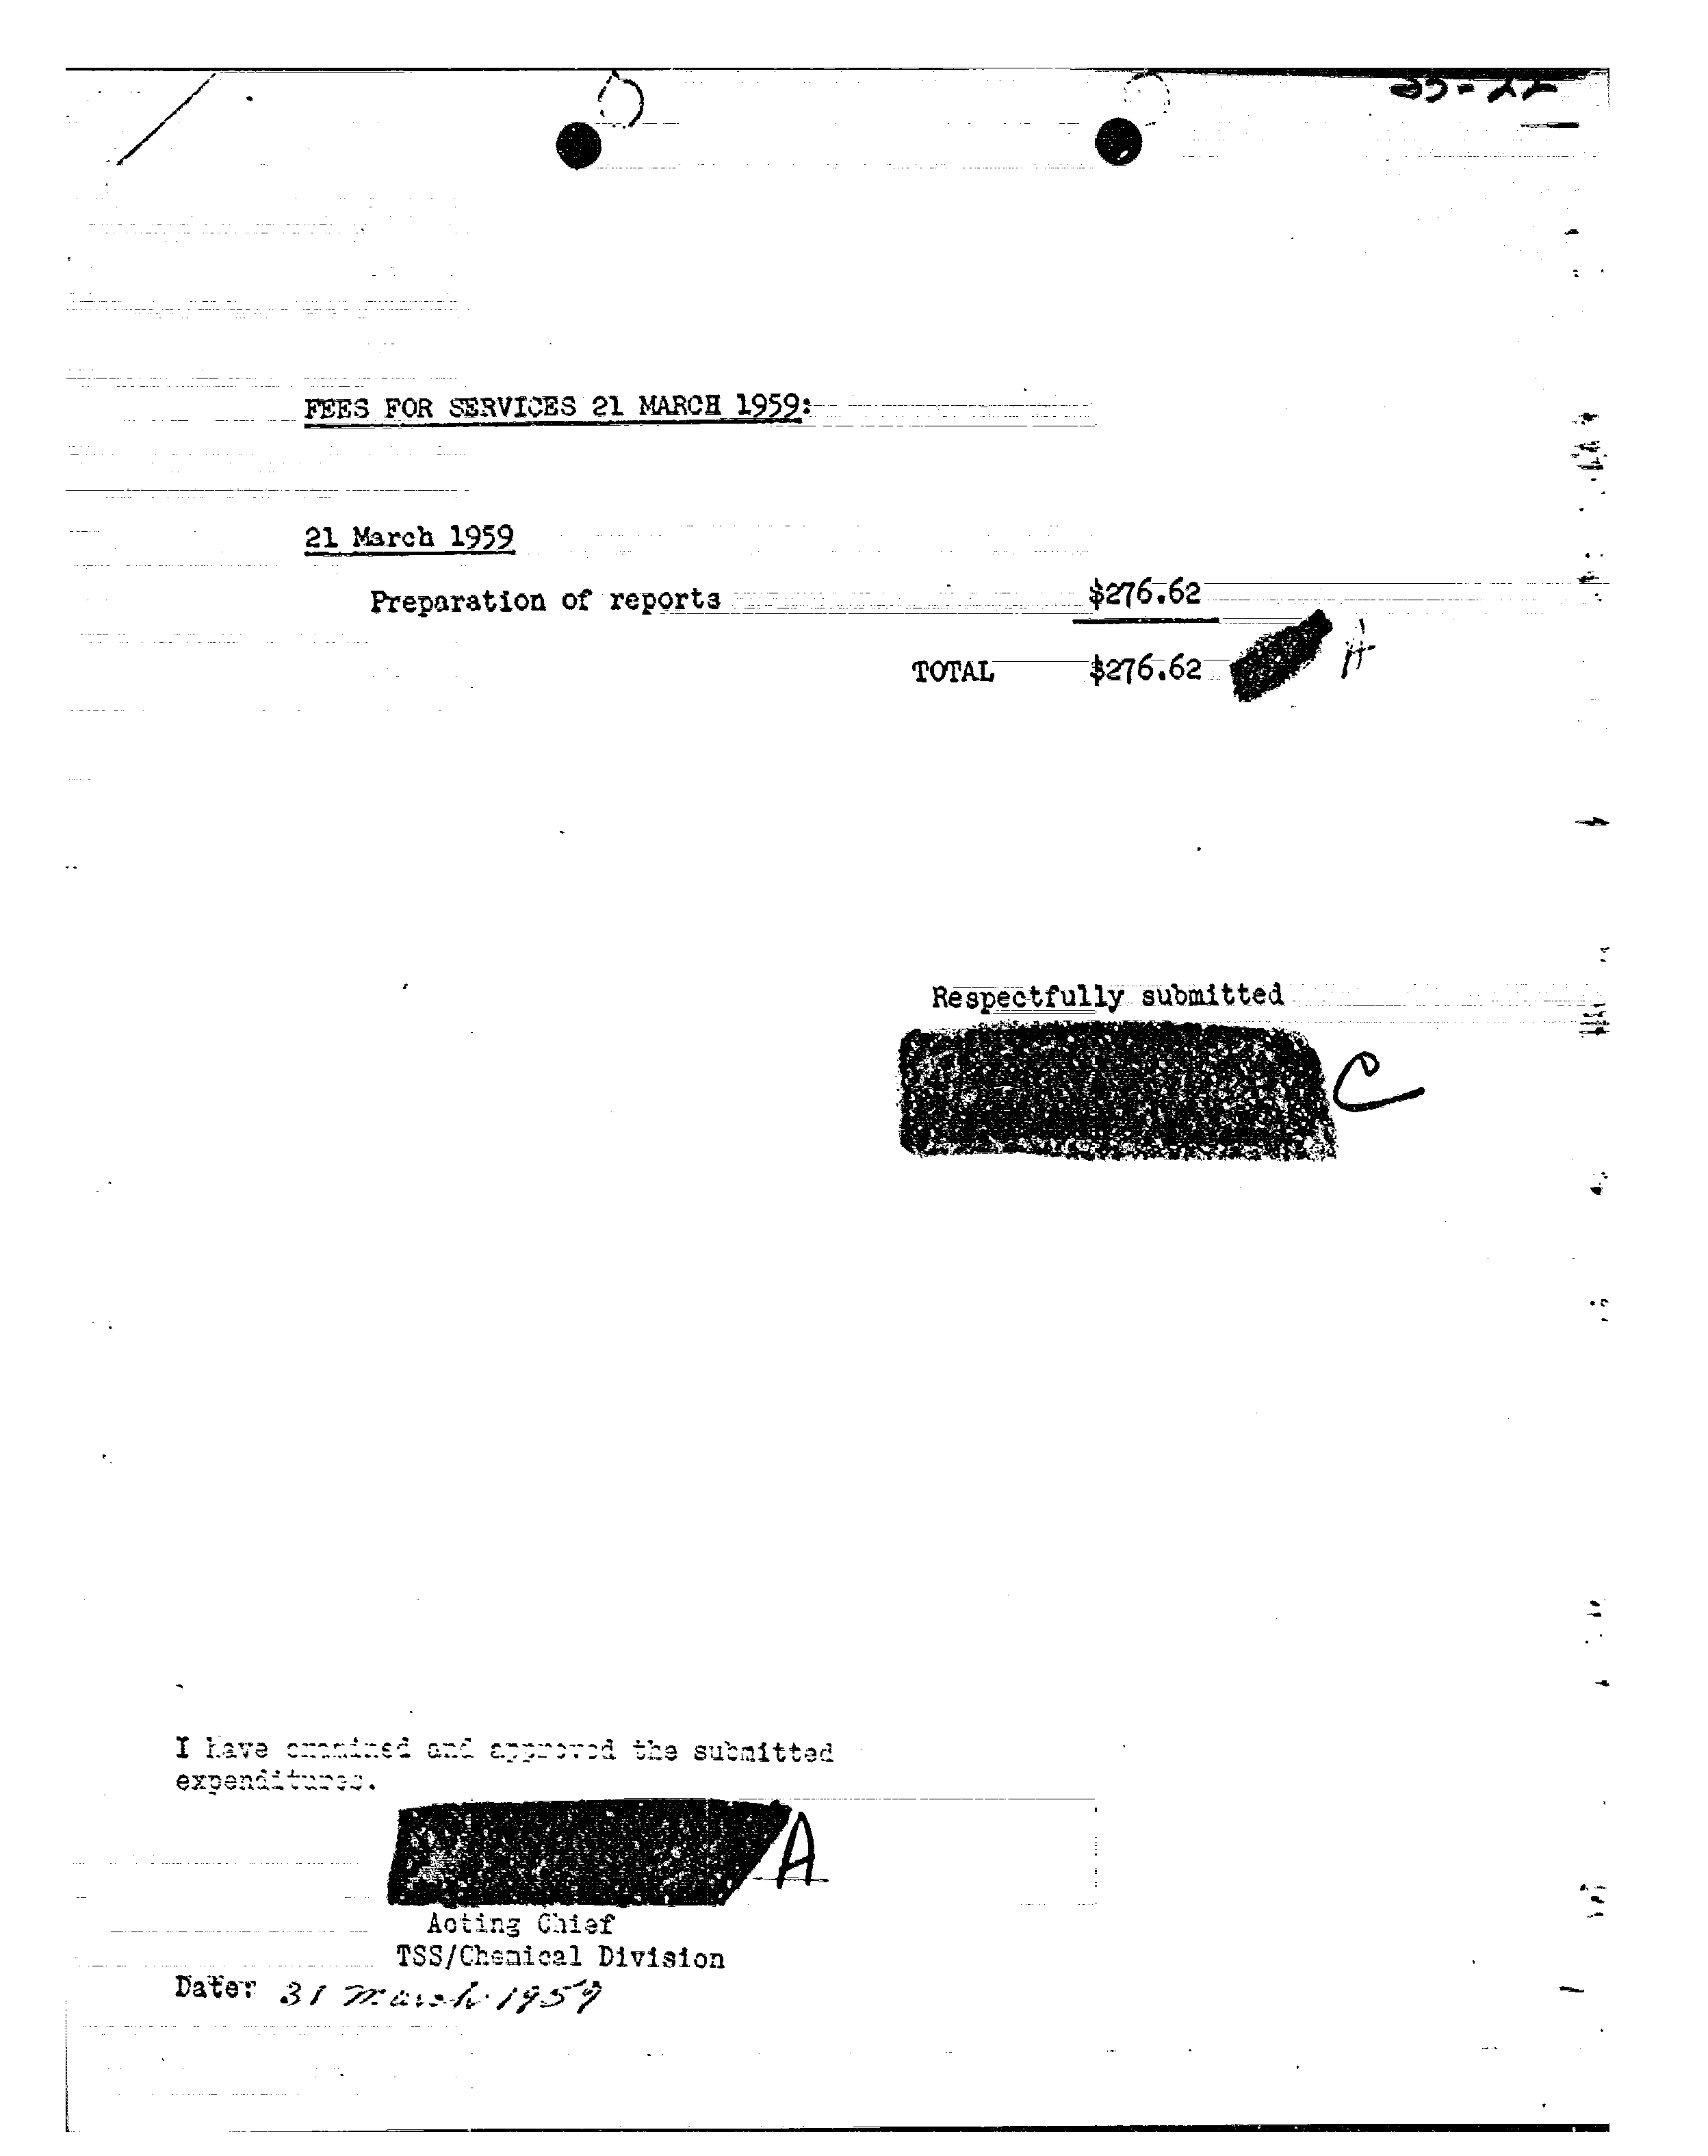 FEES FOR SERVICES 21 MARCH 1959:
21 March 1959
Preparation of reports $276.62
A
TOTAL $276.62
Respectfully submitted
C
I have examined and approved the submitted
expenditures.
A
Acting Chief
TSS/Chemical Division
Date: 31 March 1959